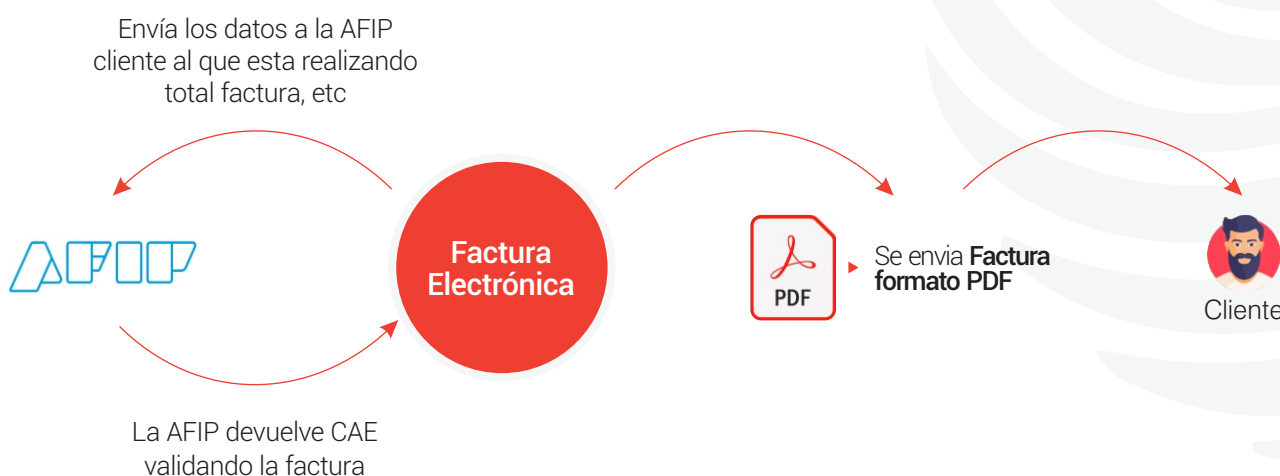 Envía los datos a la AFIP
cliente al que esta realizando
total factura, etc
AFIP
Factura
Electrónica
PDF
Se envia Factura
formato PDF
Cliente
La AFIP devuelve CAE
validando la factura